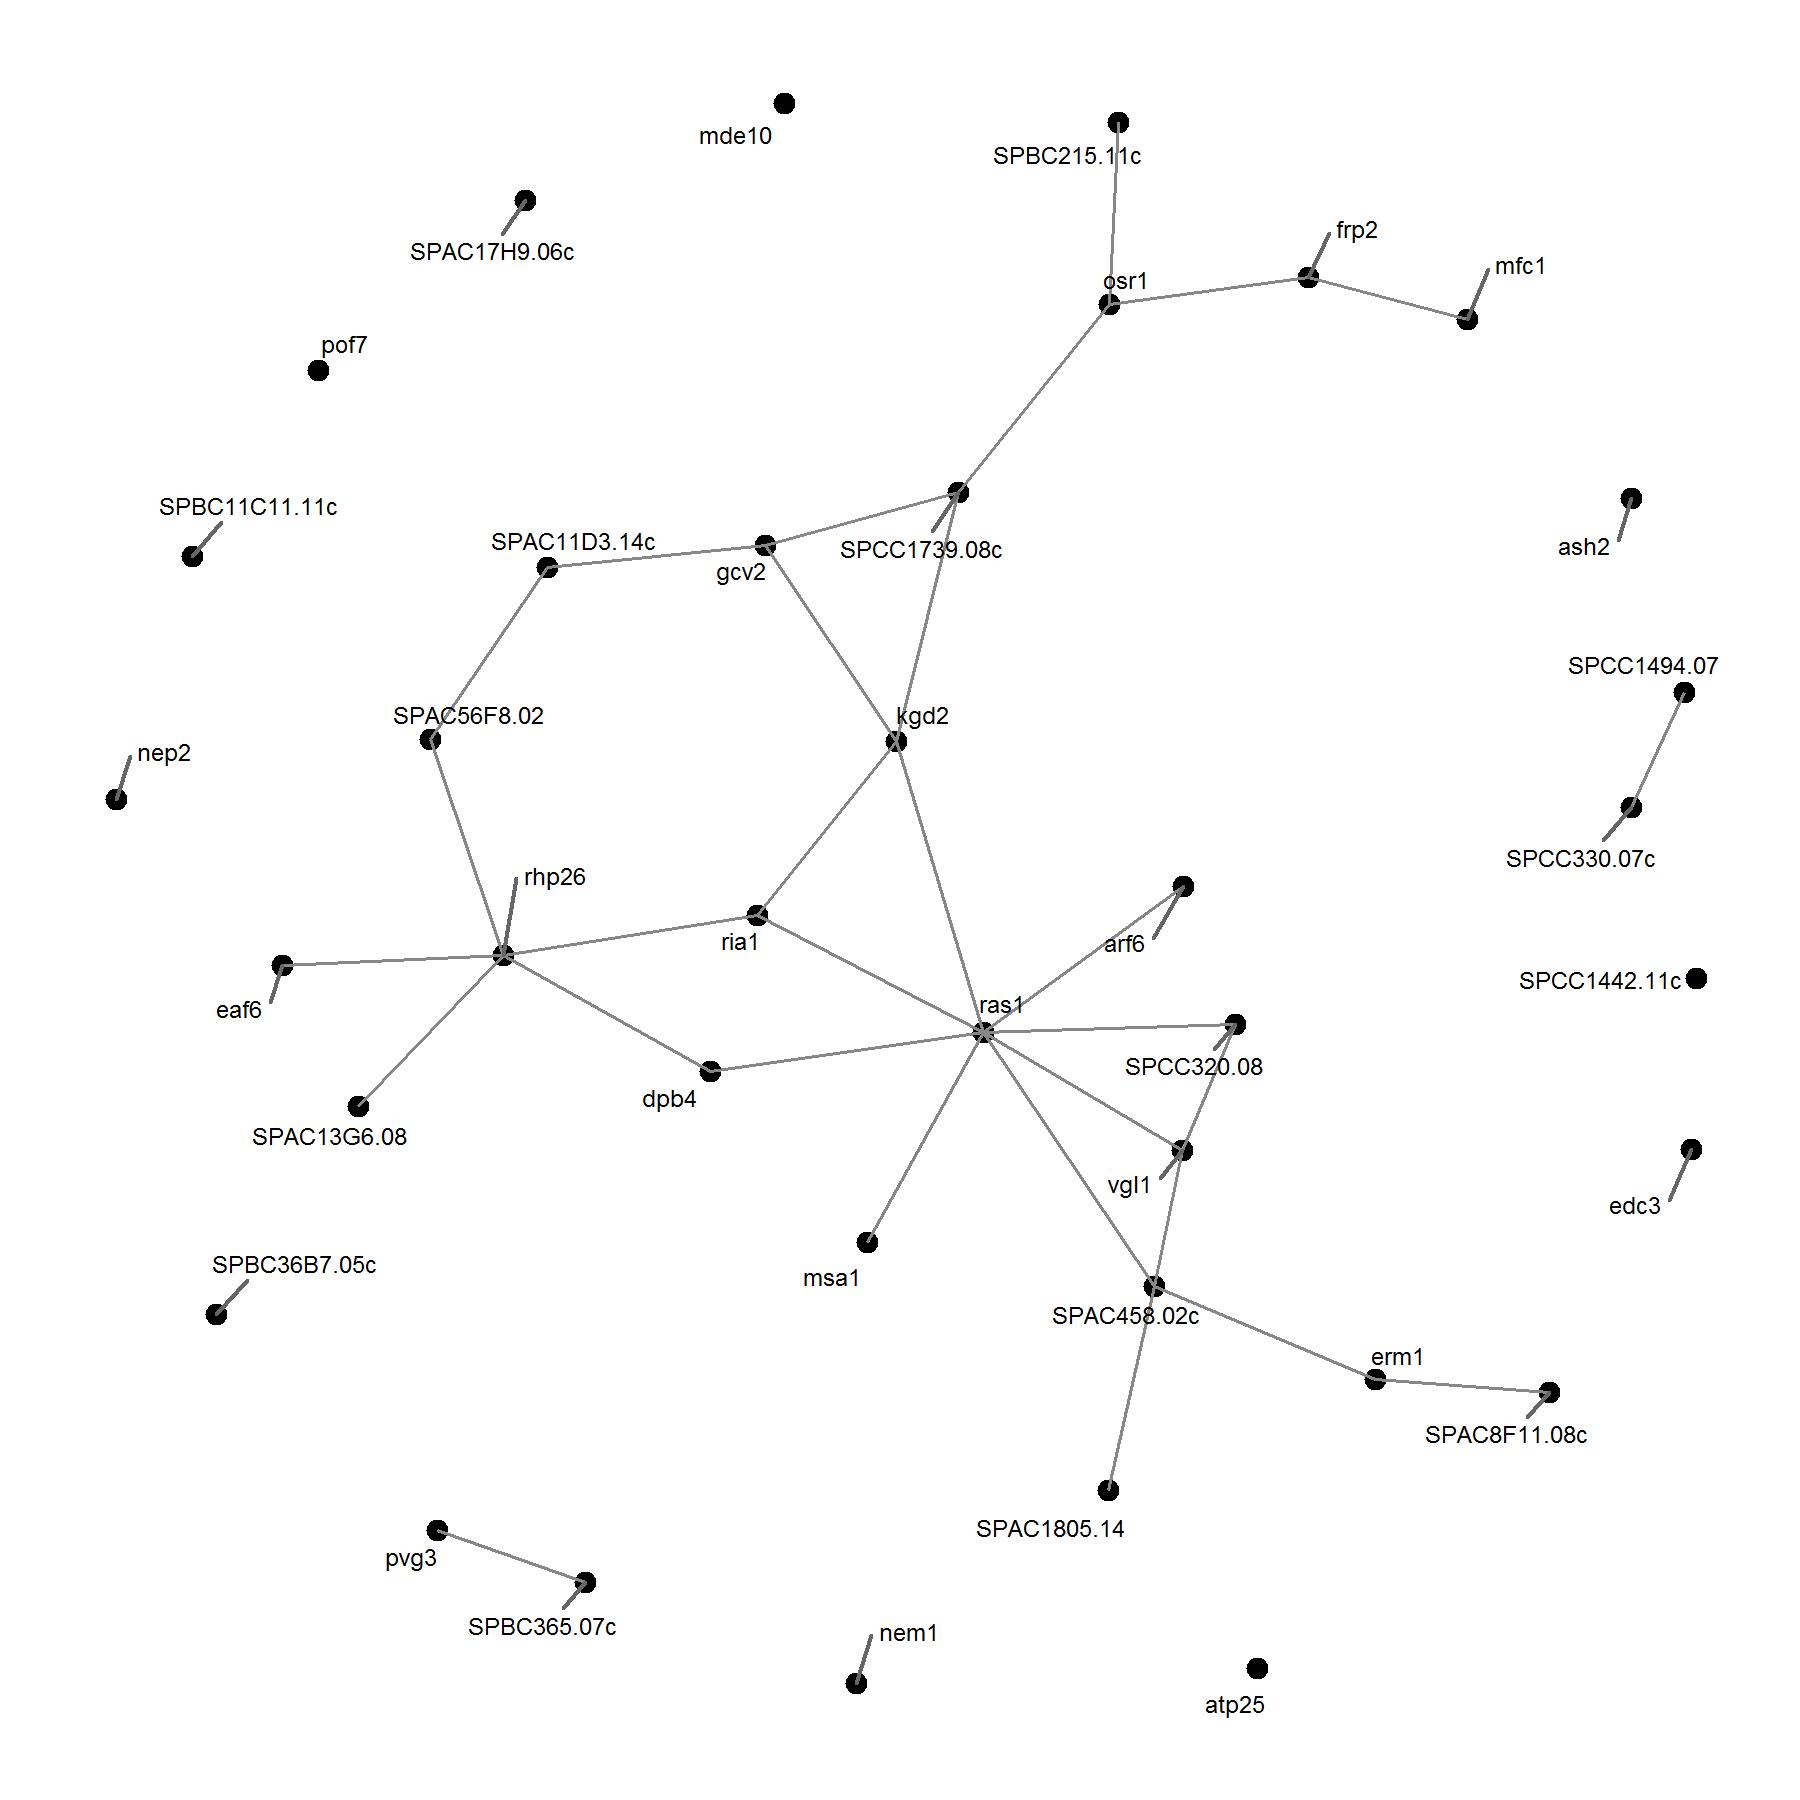 mde10
SPBC215.11c
SPAC17H9.06c
frp2
mfc1
osr1
pof7
SPBC11C11.11c
SPAC11D3.14c
SPCC1739.08c
ash2
gcv2
SPCC1494.07
SPAC56F8.02
kgd2
nep2
SPCC330.07c
rhp26
ria1
arf6
SPCC1442.11c
ras1
eaf6
SPCC320.08
dpb4
SPAC13G6.08
vgl1
edc3
SPBC36B7.05c
msa1
SPAC458.02c
erm1
SPAC8F11.08c
SPAC1805.14
pvg3
SPBC365.07c
nem1
atp25